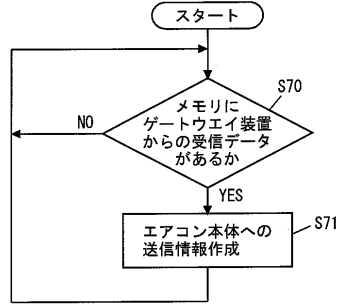 スタート
S70
メモリに
ゲートウエイ装置
からの受信データ
があるか
NO
YES
S71
エアコン本体への
送信情報作成